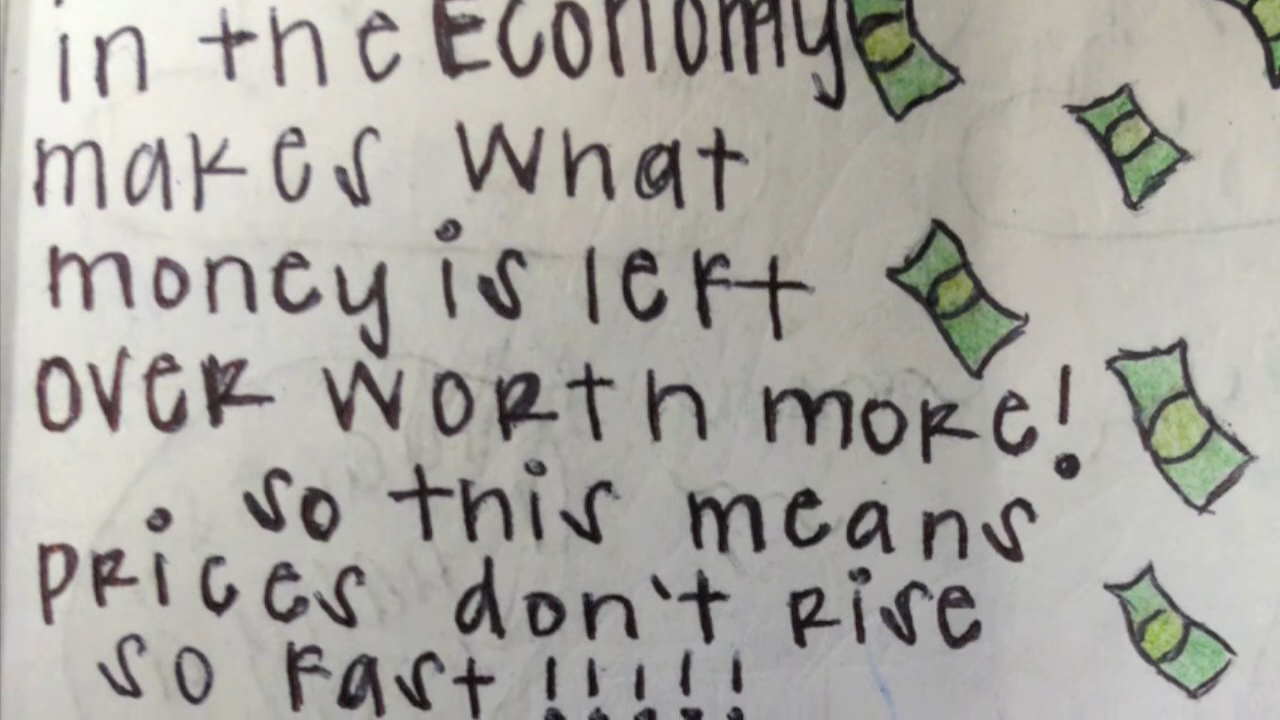 in the Economy
makes what
money is left
over worth more!
so this means
prices don't rise
so fast!!!!!